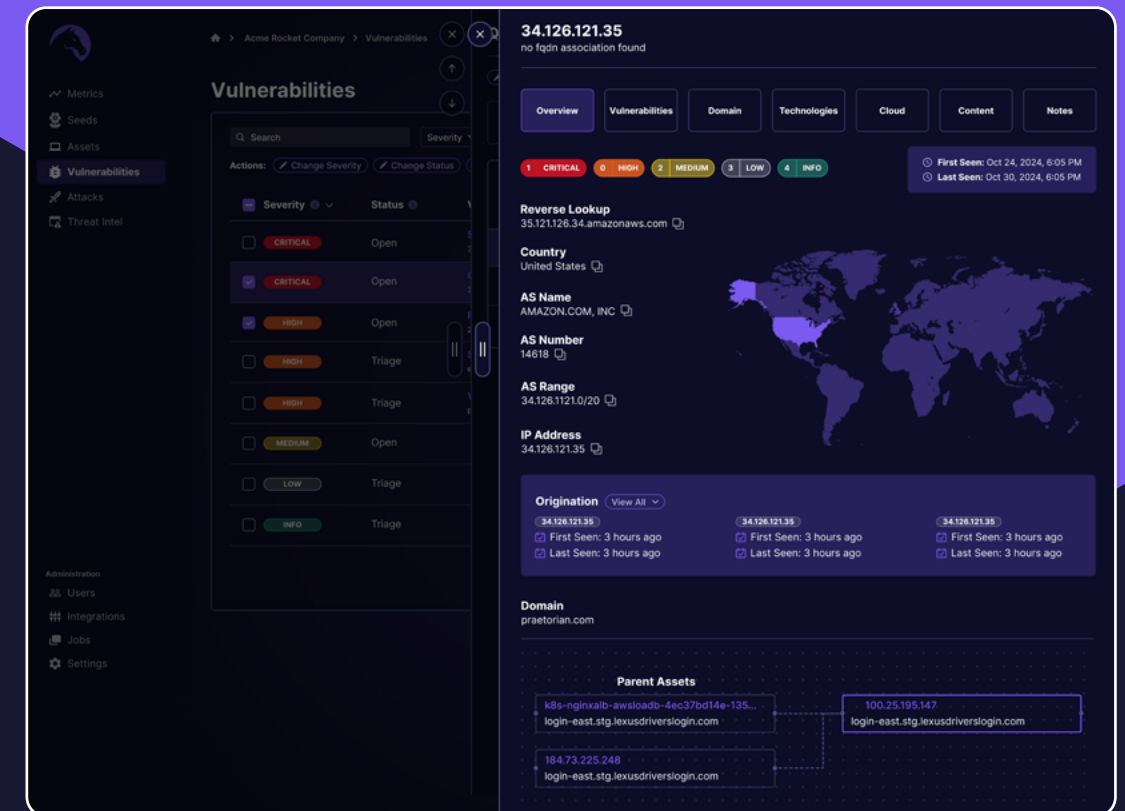 Acme Rocket Company > Vulnerabilities
Metrics
Seeds
Assets
Vulnerabilities
Attacks
Threat Intel
Administration
Users
Integrations
Jobs
Settings
Vulnerabilities
Search
Severity
Actions: Change Severity Change Status
Severity Status
CRITICAL Open
CRITICAL Open
HIGH Open
HIGH Triage
HIGH Triage
MEDIUM Open
LOW Triage
INFO Triage
34.126.121.35
no fqdn association found
Overview Vulnerabilities Domain Technologies Cloud Content Notes
1 CRITICAL 0 HIGH 2 MEDIUM 3 LOW 4 INFO
First Seen: Oct 24, 2024, 6:05 PM
Last Seen: Oct 30, 2024, 6:05 PM
Reverse Lookup
35.121.126.34.amazonaws.com
Country
United States
AS Name
AMAZON.COM, INC
AS Number
14618
AS Range
34.126.1121.0/20
IP Address
34.126.121.35
Origination View All
34.126.121.35 34.126.121.35 34.126.121.35
First Seen: 3 hours ago First Seen: 3 hours ago First Seen: 3 hours ago
Last Seen: 3 hours ago Last Seen: 3 hours ago Last Seen: 3 hours ago
Domain
praetorian.com
Parent Assets
k8s-nginxalb-awsloadb-4ec37bd14e-135...
login-east.stg.lexusdriverslogin.com
100.25.195.147
login-east.stg.lexusdriverslogin.com
184.73.225.248
login-east.stg.lexusdriverslogin.com